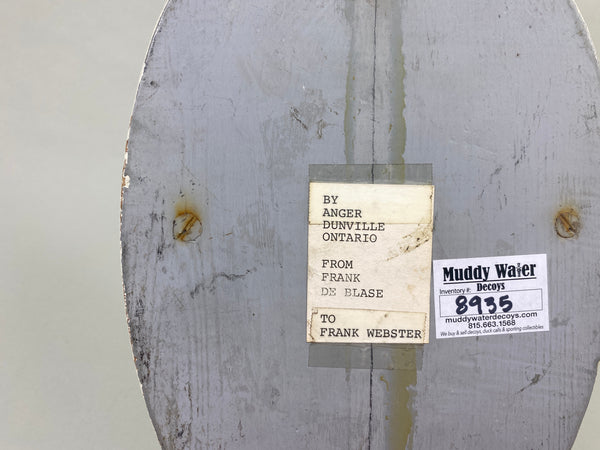 BY
ANGER
DUNVILLE
ONTARIO
FROM
FRANK
DE BLASE
TO
FRANK WEBSTER
Muddy Water
Decoys
Inventory #:
8935
muddywaterdecoys.com
815.663.1568
We buy & sell decoys, duck calls & sporting collectibles